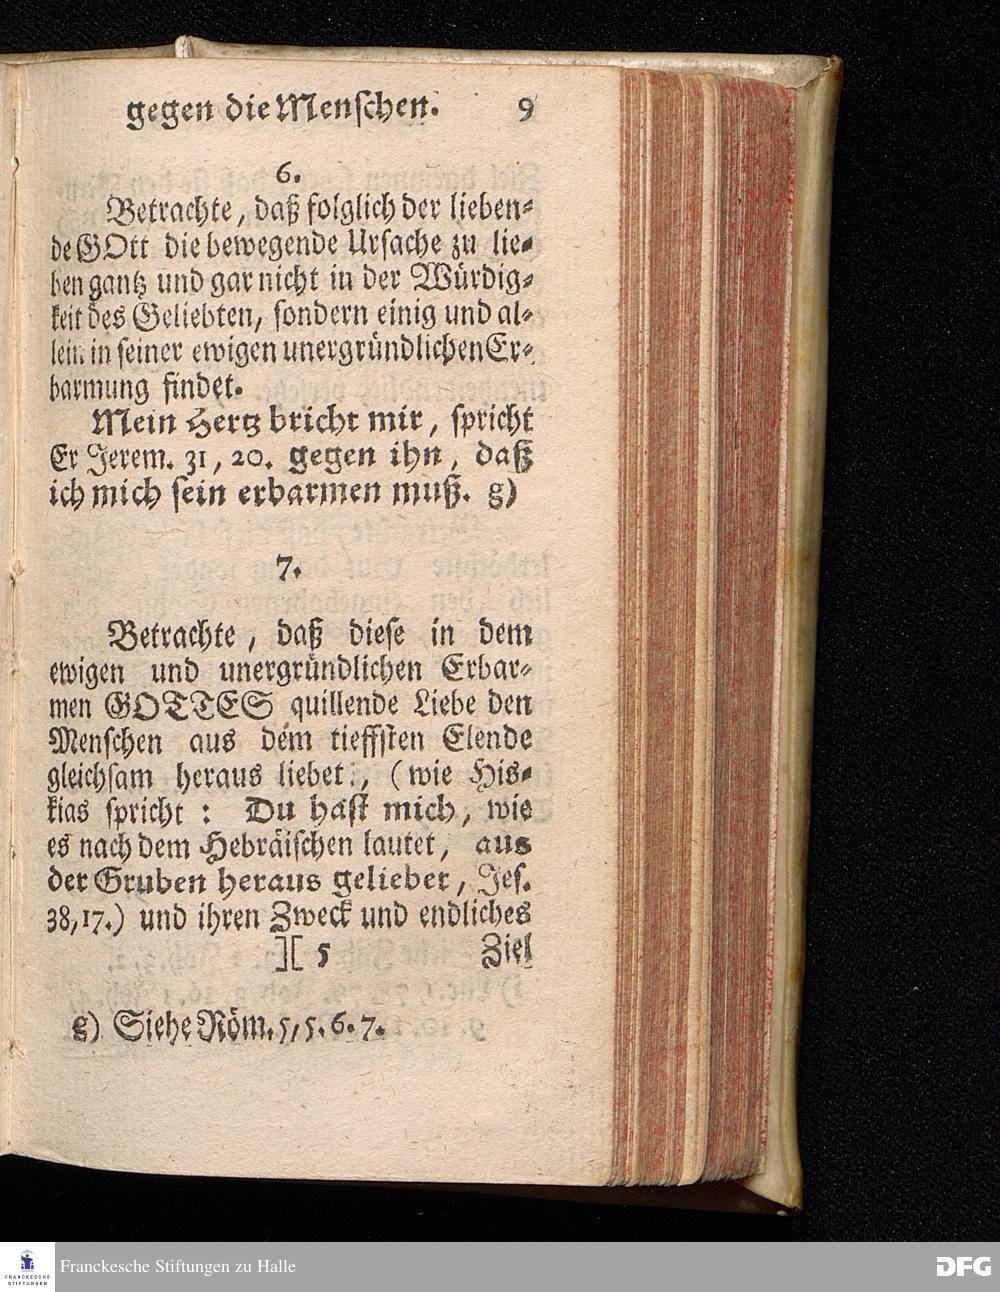 gegen die Menschen. 9
6.
Betrachte, daß folglich der lieben-
de GOtt die bewegende Ursache zu lie-
ben gantz und gar nicht in der Würdig-
keit des Geliebten, sondern einig und al-
lein in seiner ewigen unergründlichen Er-
barmung findet.
Mein Hertz bricht mir, spricht
Er Jerem. 31, 20. gegen ihn, daß
ich mich sein erbarmen muß. g)
7.
Betrachte, daß diese in dem
ewigen und unergründlichen Erbar-
men GOTTES quillende Liebe den
Menschen aus dem tieffsten Elende
gleichsam heraus liebet, (wie His-
kias spricht: Du hast mich, wie
es nach dem Hebräischen lautet, aus
der Gruben heraus gelieber, Jes.
38,17.) und ihren Zweck und endliches
][ 5 Ziel
g) Siehe Röm. 5, 5. 6. 7.
FRANCKESCHE
STIFTUNGEN
Franckesche Stiftungen zu Halle
DFG